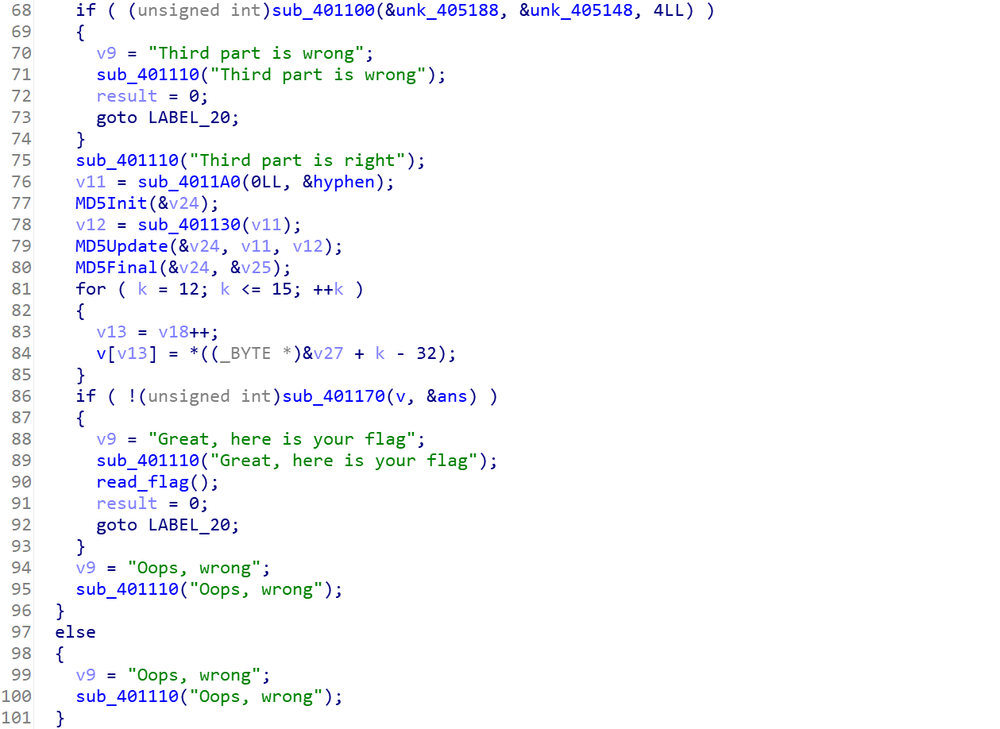 68 if ( (unsigned int)sub_401100(&unk_405188, &unk_405148, 4LL) )
69 {
70 v9 = "Third part is wrong";
71 sub_401110("Third part is wrong");
72 result = 0;
73 goto LABEL_20;
74 }
75 sub_401110("Third part is right");
76 v11 = sub_4011A0(0LL, &hyphen);
77 MD5Init(&v24);
78 v12 = sub_401130(v11);
79 MD5Update(&v24, v11, v12);
80 MD5Final(&v24, &v25);
81 for ( k = 12; k <= 15; ++k )
82 {
83 v13 = v18++;
84 v[v13] = *((_BYTE *)&v27 + k - 32);
85 }
86 if ( !(unsigned int)sub_401170(v, &ans) )
87 {
88 v9 = "Great, here is your flag";
89 sub_401110("Great, here is your flag");
90 read_flag();
91 result = 0;
92 goto LABEL_20;
93 }
94 v9 = "Oops, wrong";
95 sub_401110("Oops, wrong");
96 }
97 else
98 {
99 v9 = "Oops, wrong";
100 sub_401110("Oops, wrong");
101 }